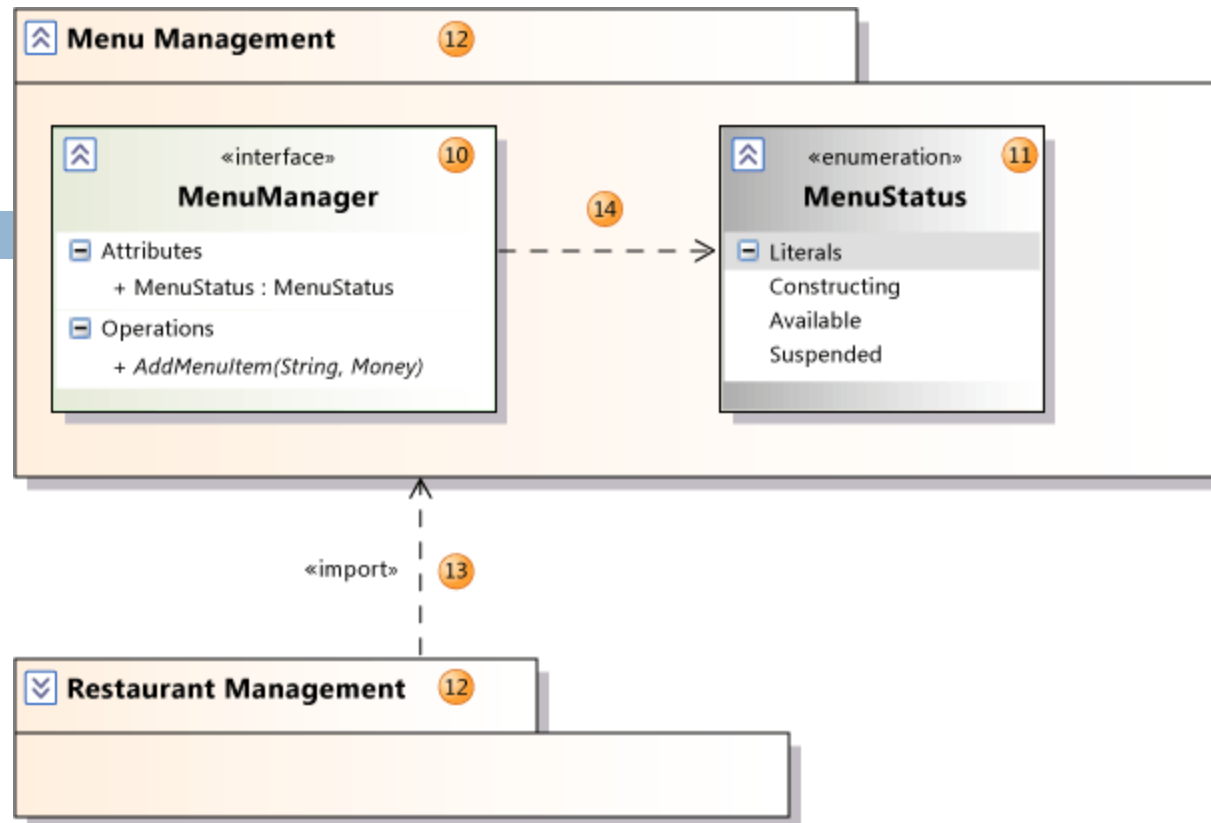 Menu Management 12
«interface» 10
MenuManager
Attributes
+ MenuStatus : MenuStatus
Operations
+ AddMenuItem(String, Money)
14
«enumeration» 11
MenuStatus
Literals
Constructing
Available
Suspended
«import» 13
Restaurant Management 12